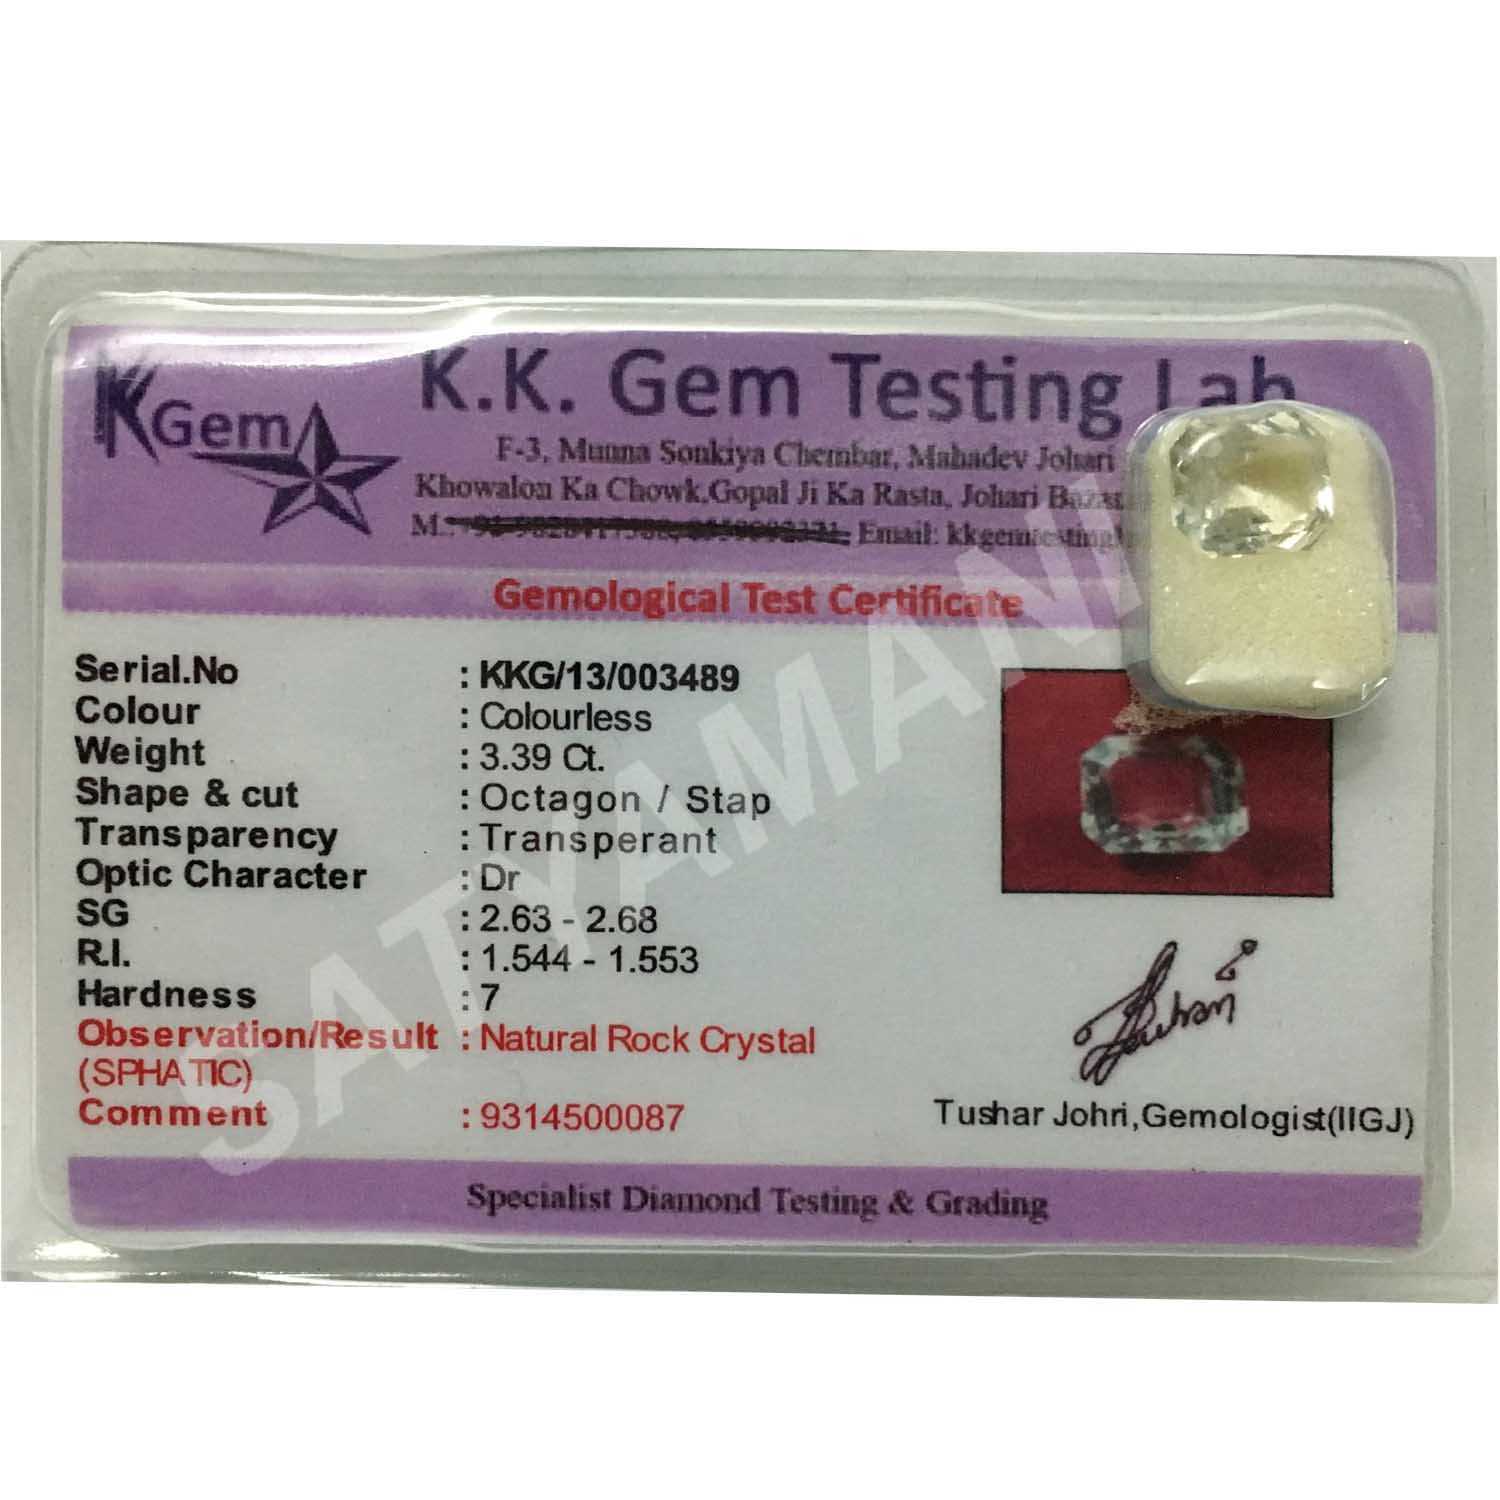 KGem
K.K. Gem Testing Lab
F-3, Munna Sonkiya Chembar, Mahadev Johari
Khowalon Ka Chowk,Gopal Ji Ka Rasta, Johari
M.: Email:
Gemological Test Certificate
Serial.No : KKG/13/003489
Colour : Colourless
Weight : 3.39 Ct.
Shape & cut : Octagon / Stap
Transparency : Transperant
Optic Character : Dr
SG : 2.63 - 2.68
R.I. : 1.544 - 1.553
Hardness : 7
Observation/Result : Natural Rock Crystal
(SPHATIC)
Comment : 9314500087
Tushar Johri,Gemologist(IIGJ)
Specialist Diamond Testing & Grading
SATYAMANI